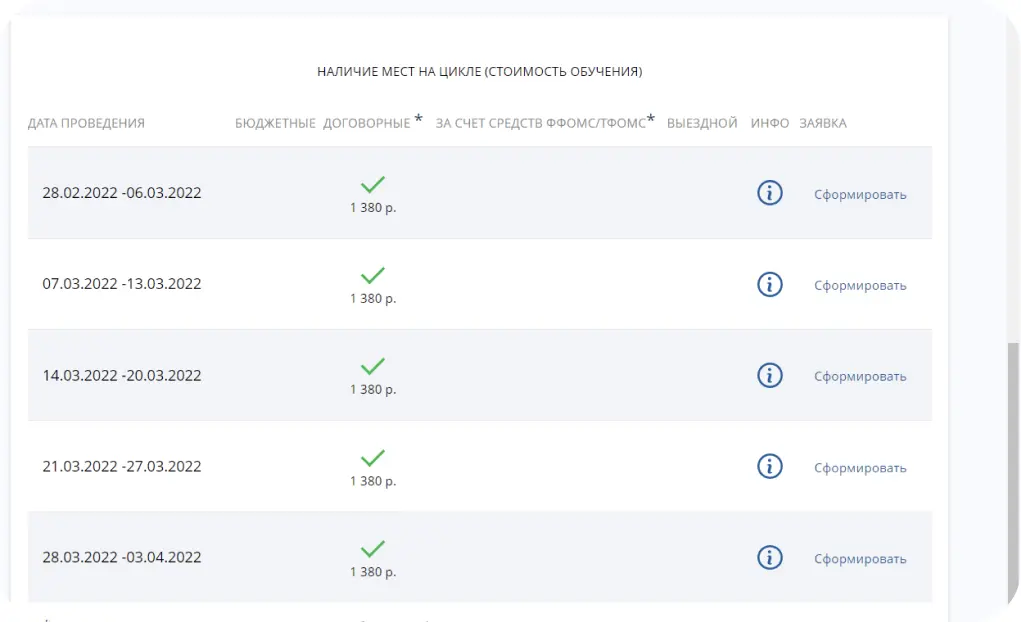 НАЛИЧИЕ МЕСТ НА ЦИКЛЕ (СТОИМОСТЬ ОБУЧЕНИЯ)
ДАТА ПРОВЕДЕНИЯ БЮДЖЕТНЫЕ ДОГОВОРНЫЕ * ЗА СЧЕТ СРЕДСТВ ФФОМС/ТФОМС* ВЫЕЗДНОЙ ИНФО ЗАЯВКА
28.02.2022 -06.03.2022 1 380 р. Сформировать
07.03.2022 -13.03.2022 1 380 р. Сформировать
14.03.2022 -20.03.2022 1 380 р. Сформировать
21.03.2022 -27.03.2022 1 380 р. Сформировать
28.03.2022 -03.04.2022 1 380 р. Сформировать